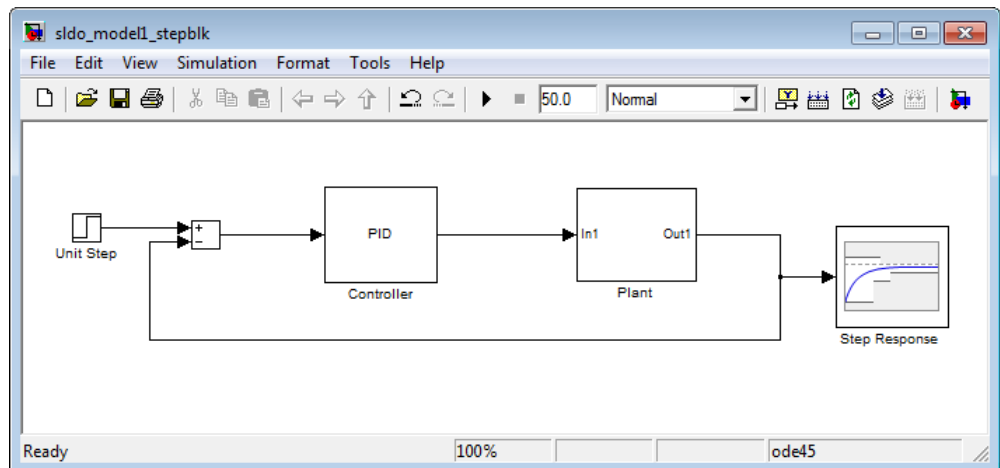 sldo_model1_stepblk
File Edit View Simulation Format Tools Help
50.0 Normal
Unit Step
+
−
PID
Controller
In1 Out1
Plant
Step Response
Ready 100% ode45